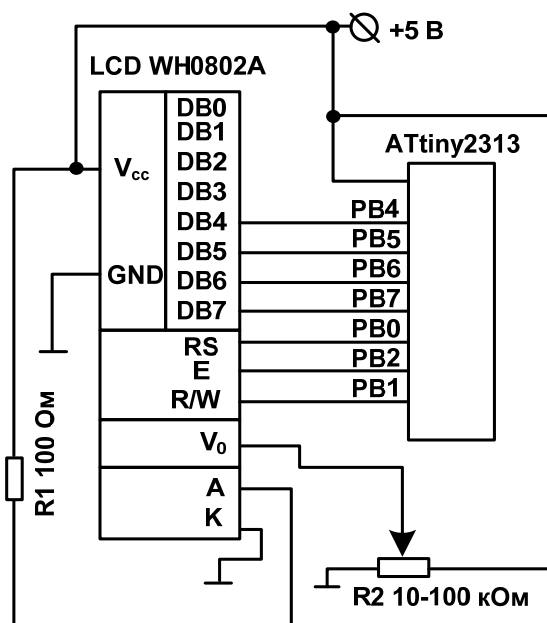 +5 В
LCD WH0802A
ATtiny2313
Vcc
GND
DB0
DB1
DB2
DB3
DB4
DB5
DB6
DB7
RS
E
R/W
V0
A
K
PB4
PB5
PB6
PB7
PB0
PB2
PB1
R1 100 Ом
R2 10-100 кОм